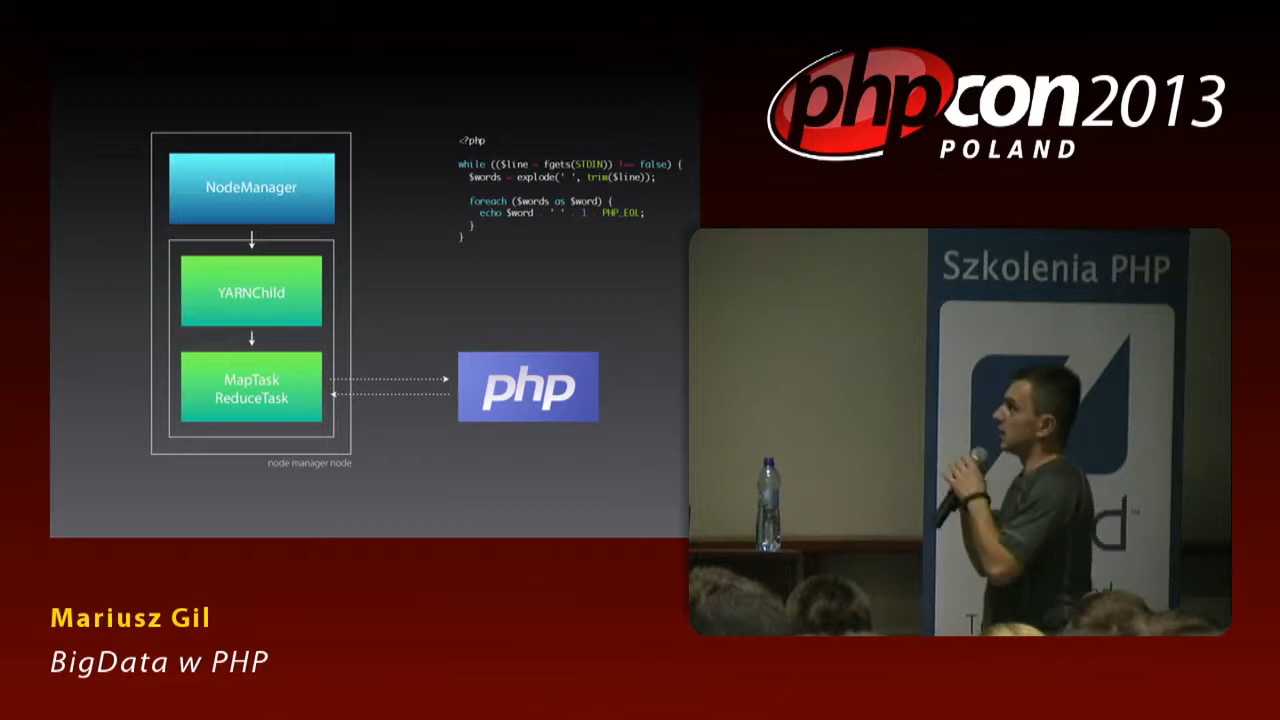 phpcon2013
POLAND
NodeManager
YARNChild
MapTask
ReduceTask
node manager node
<?php
while (($line = fgets(STDIN)) !== false) {
$words = explode(' ', trim($line));
foreach ($words as $word) {
echo $word . ' ' . 1 . PHP_EOL;
}
}
php
Szkolenia PHP
d™
Mariusz Gil
BigData w PHP